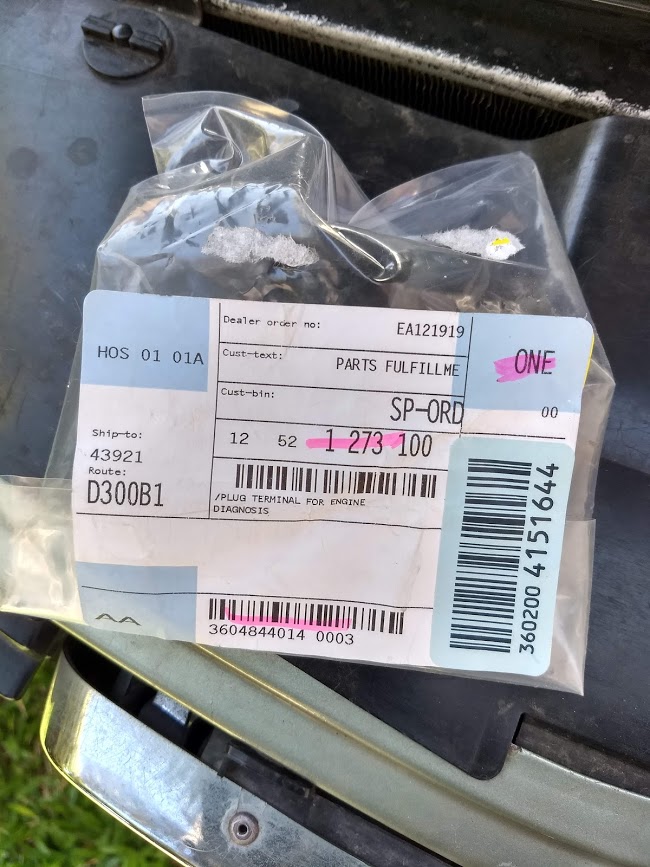 HOS 01 01A
Dealer order no: EA121919
Cust-text: PARTS FULFILLME
ONE
Cust-bin: SP-ORD
00
Ship-to:
43921
Route:
D300B1
12 52 1 273 100
/PLUG TERMINAL FOR ENGINE
DIAGNOSIS
AA
3604844014 0003
360200 4151644